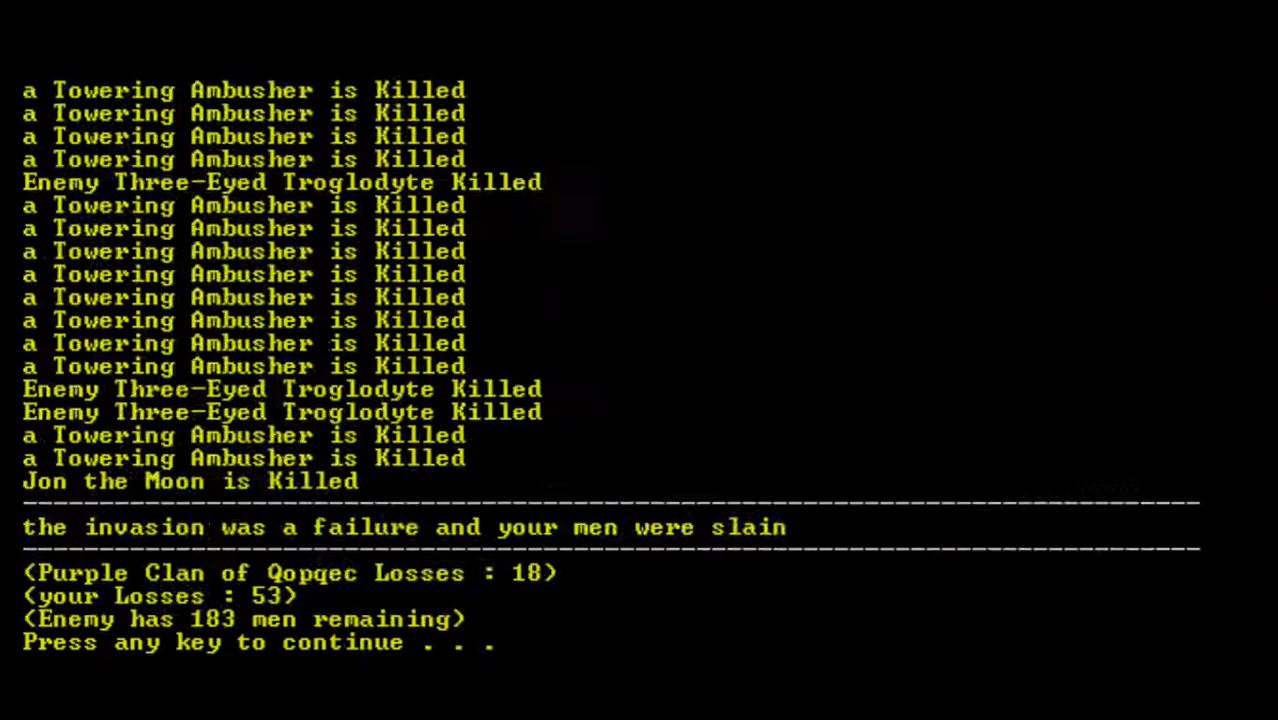 a Towering Ambusher is Killed
a Towering Ambusher is Killed
a Towering Ambusher is Killed
a Towering Ambusher is Killed
Enemy Three-Eyed Troglodyte Killed
a Towering Ambusher is Killed
a Towering Ambusher is Killed
a Towering Ambusher is Killed
a Towering Ambusher is Killed
a Towering Ambusher is Killed
a Towering Ambusher is Killed
a Towering Ambusher is Killed
a Towering Ambusher is Killed
Enemy Three-Eyed Troglodyte Killed
Enemy Three-Eyed Troglodyte Killed
a Towering Ambusher is Killed
a Towering Ambusher is Killed
Jon the Moon is Killed
the invasion was a failure and your men were slain
(Purple Clan of Qopqec Losses : 18)
(your Losses : 53)
(Enemy has 183 men remaining)
Press any key to continue . . .